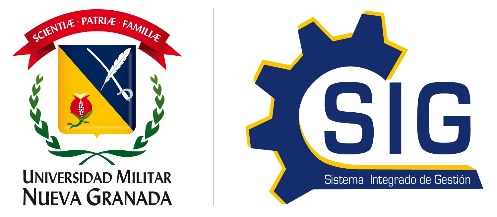 SCIENTIÆ - PATRIÆ - FAMILIÆ
UNIVERSIDAD MILITAR
NUEVA GRANADA
SIG
Sistema Integrado de Gestión